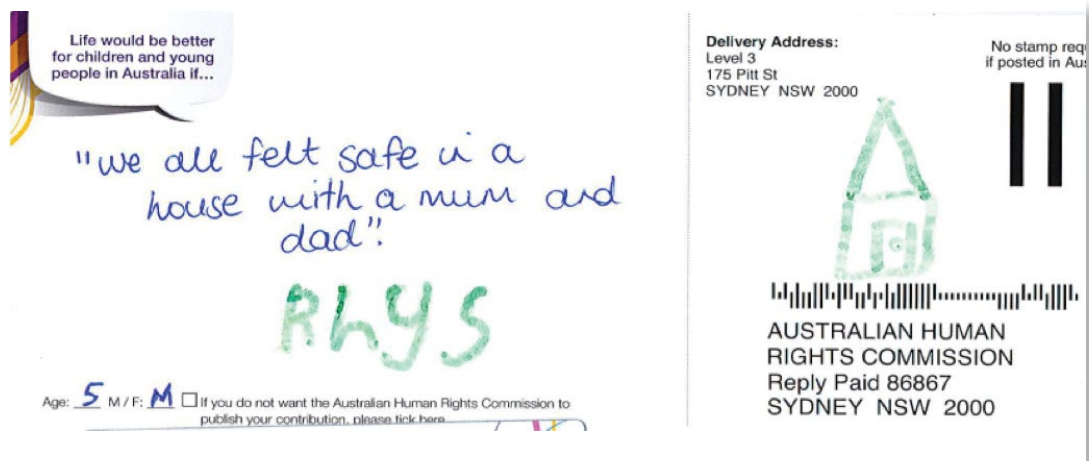 Life would be better
for children and young
people in Australia if...
"we all felt safe in a
house with a mum and
dad".
Rhys
Age: 5 M / F: M If you do not want the Australian Human Rights Commission to
publish your contribution, please tick here
Delivery Address:
Level 3
175 Pitt St
SYDNEY NSW 2000
No stamp req
if posted in Aus
AUSTRALIAN HUMAN
RIGHTS COMMISSION
Reply Paid 86867
SYDNEY NSW 2000